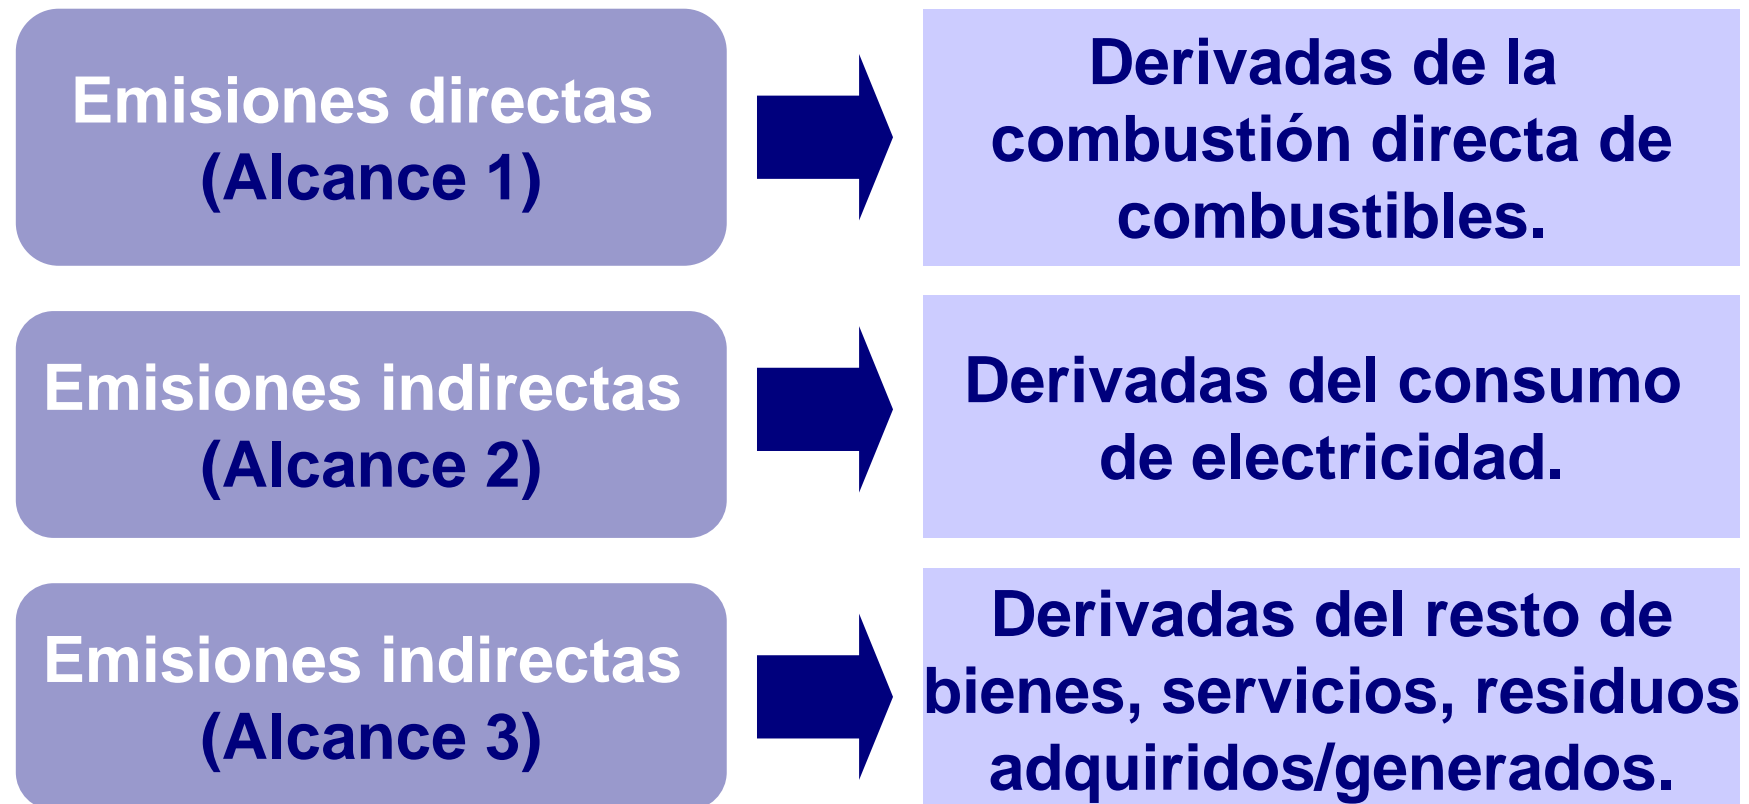 Emisiones directas
(Alcance 1)
Derivadas de la
combustión directa de
combustibles.
Emisiones indirectas
(Alcance 2)
Derivadas del consumo
de electricidad.
Emisiones indirectas
(Alcance 3)
Derivadas del resto de
bienes, servicios, residuos
adquiridos/generados.